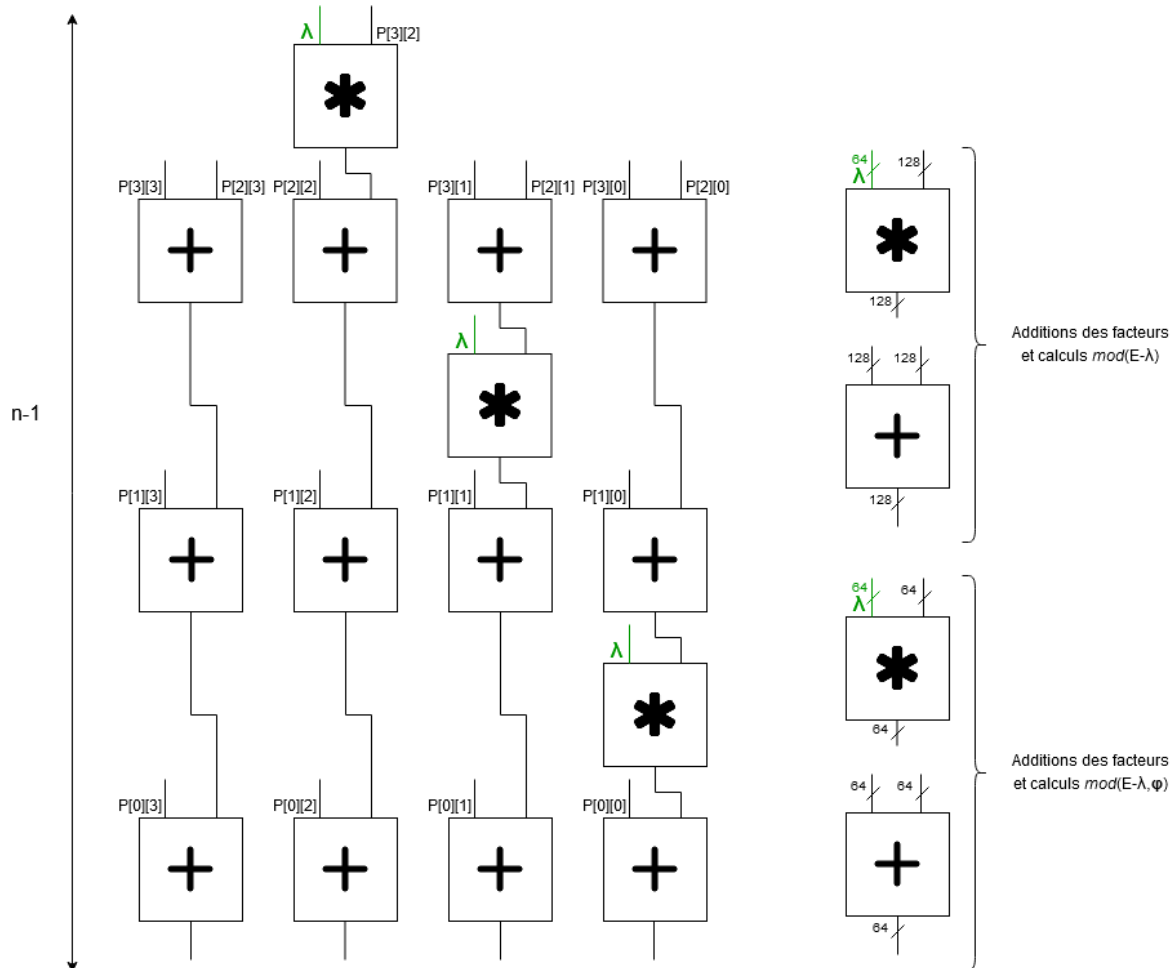 λ P[3][2]
P[3][3] P[2][3] P[2][2] P[3][1] P[2][1] P[3][0] P[2][0]
λ
n-1
P[1][3] P[1][2] P[1][1] P[1][0]
λ
P[0][3] P[0][2] P[0][1] P[0][0]
64 128
λ
128
128 128
128
Additions des facteurs
et calculs mod(E-λ)
64 64
λ
64
64 64
64
Additions des facteurs
et calculs mod(E-λ,φ)